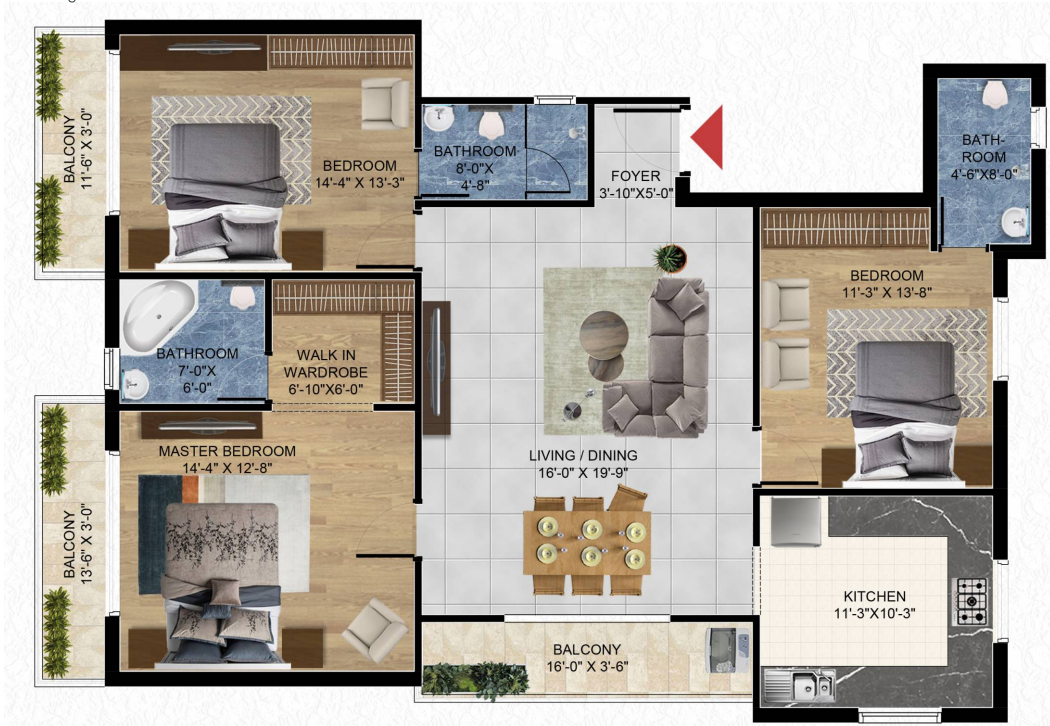 BALCONY
11'-6" X 3'-0"
BEDROOM
14'-4" X 13'-3"
BATHROOM
8'-0"X
4'-8"
FOYER
3'-10"X5'-0"
BATH-
ROOM
4'-6"X8'-0"
BEDROOM
11'-3" X 13'-8"
BATHROOM
7'-0"X
6'-0"
WALK IN
WARDROBE
6'-10"X6'-0"
MASTER BEDROOM
14'-4" X 12'-8"
LIVING / DINING
16'-0" X 19'-9"
BALCONY
13'-6" X 3'-0"
KITCHEN
11'-3"X10'-3"
BALCONY
16'-0" X 3'-6"